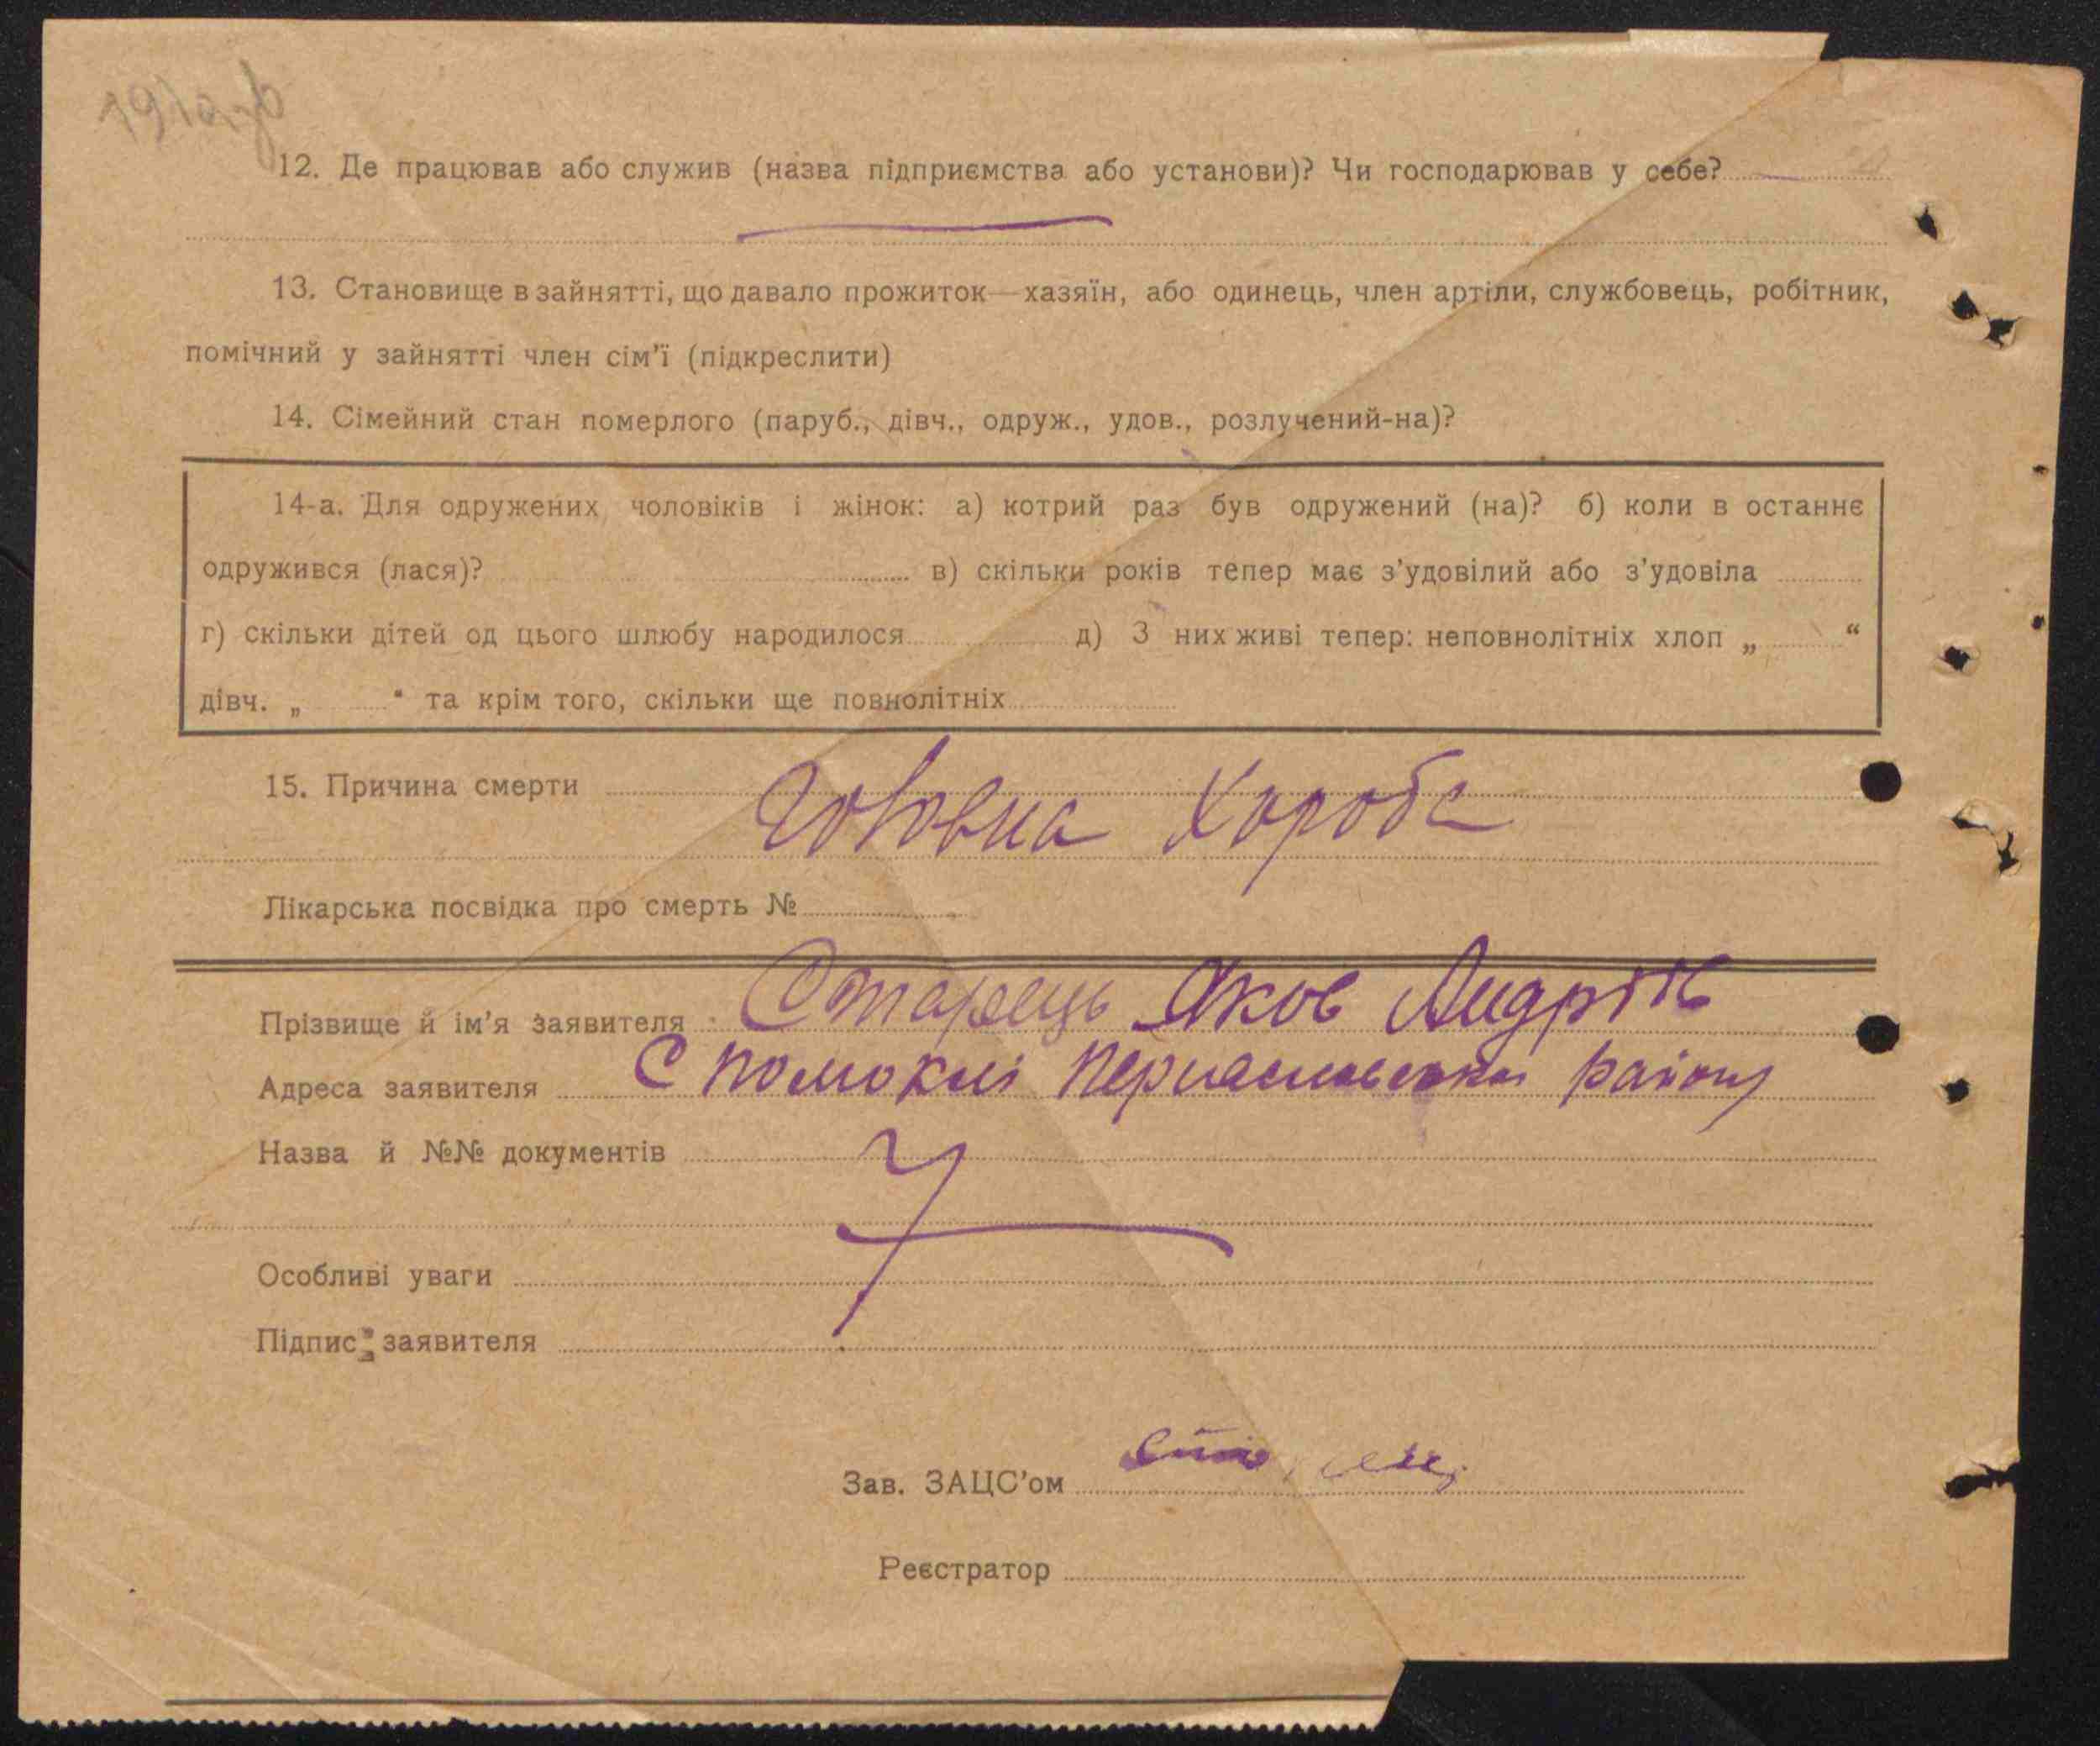 12. Де працював або служив (назва підприємства або установи)? Чи господарював у себе?
13. Становище в зайнятті, що давало прожиток—хазяїн, або одинець, член артіли, службовець, робітник,
помічний у зайнятті член сім'ї (підкреслити)
14. Сімейний стан померлого (паруб., дівч., одруж., удов., розлучений-на)?
14-а. Для одружених чоловіків і жінок: а) котрий раз був одружений (на)? б) коли в останнє
одружився (лася)? в) скільки років тепер має з'удовілий або з'удовіла
г) скільки дітей од цього шлюбу народилося д) З них живі тепер: неповнолітніх хлоп „ “
дівч. „ “ та крім того, скільки ще повнолітніх
15. Причина смерти Головна Хороба
Лікарська посвідка про смерть №
Прізвище й ім'я заявителя Старець Яков Андрів
Адреса заявителя С Помоклі району
Назва й №№ документів
Особливі уваги
Підпис заявителя
Зав. ЗАЦС'ом
Реєстратор